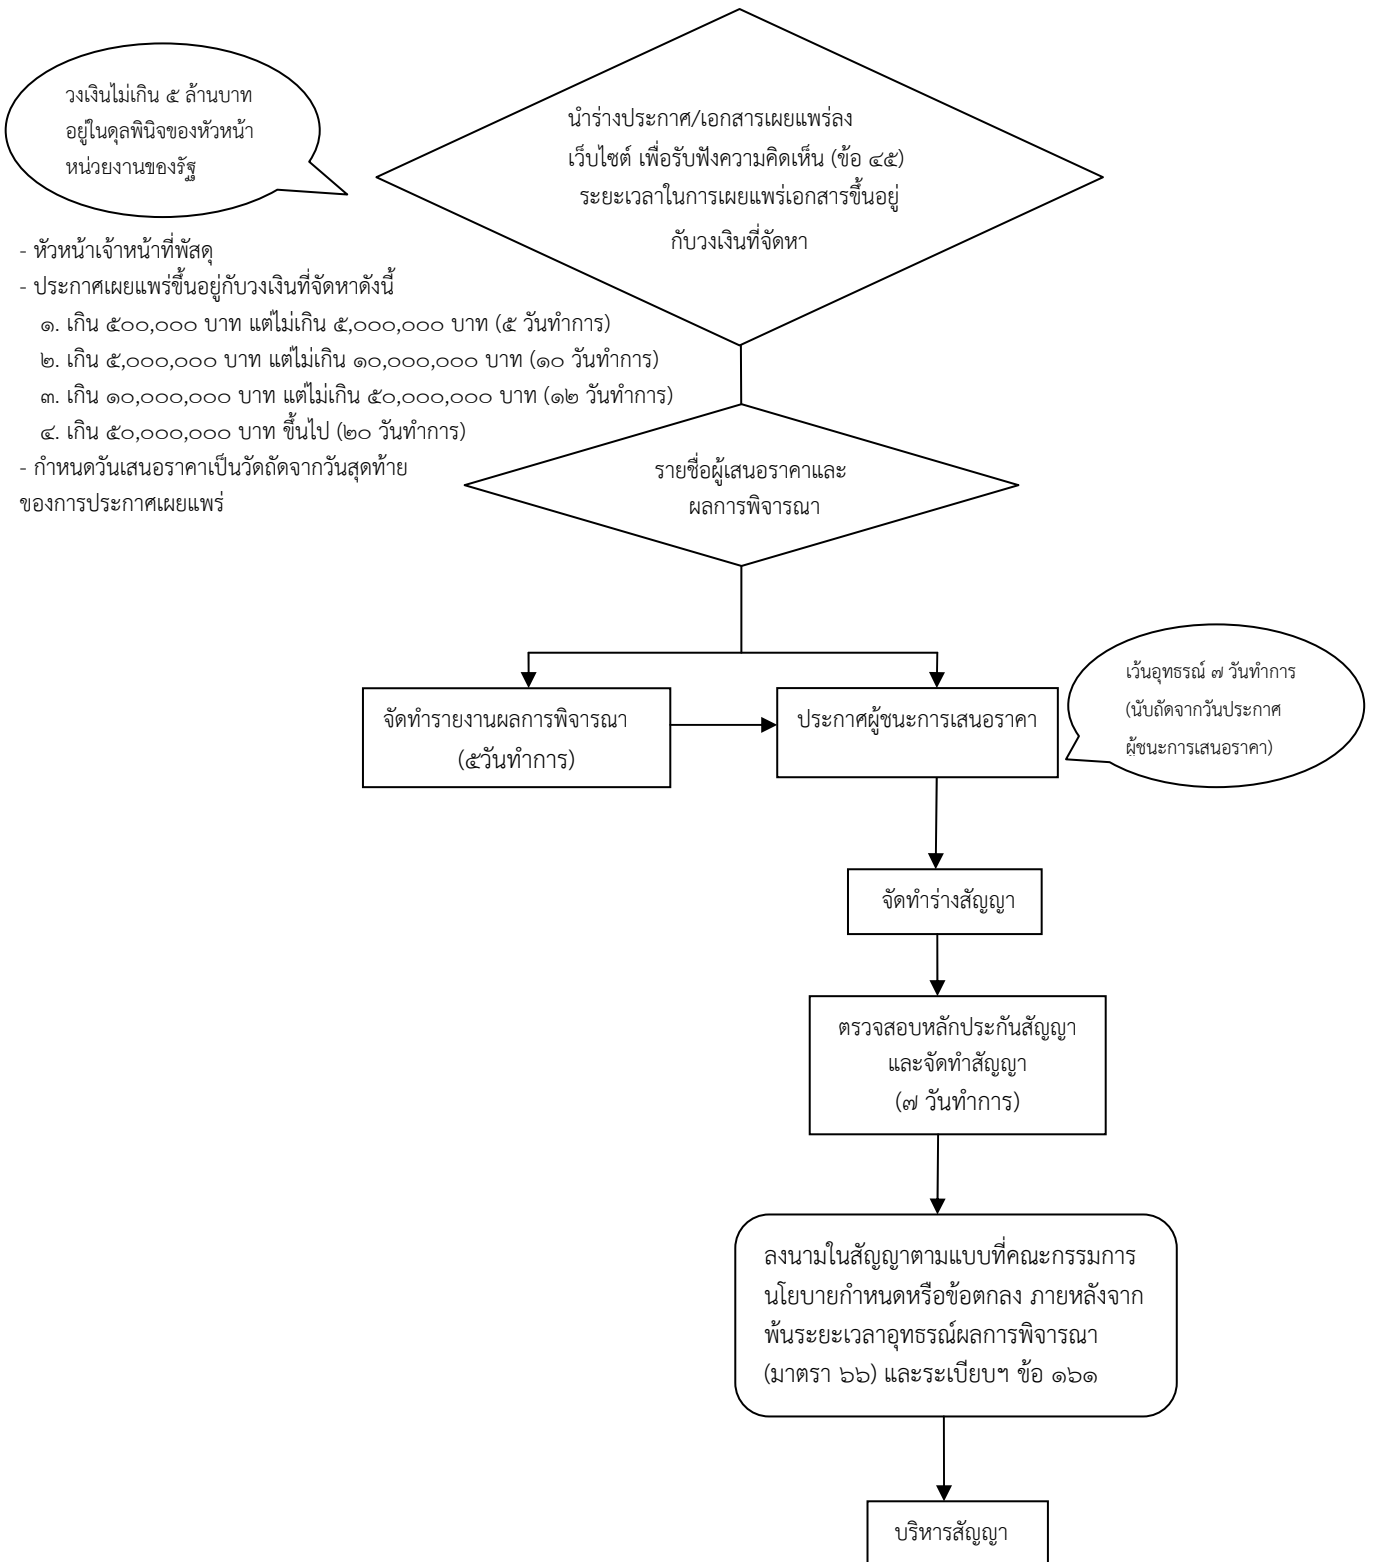 วงเงินไม่เกิน ๕ ล้านบาท
อยู่ในดุลพินิจของหัวหน้า
หน่วยงานของรัฐ
นำร่างประกาศ/เอกสารเผยแพร่ลง
เว็บไซต์ เพื่อรับฟังความคิดเห็น (ข้อ ๔๕)
ระยะเวลาในการเผยแพร่เอกสารขึ้นอยู่
กับวงเงินที่จัดหา
- หัวหน้าเจ้าหน้าที่พัสดุ
- ประกาศเผยแพร่ขึ้นอยู่กับวงเงินที่จัดหาดังนี้
๑. เกิน ๕๐๐,๐๐๐ บาท แต่ไม่เกิน ๕,๐๐๐,๐๐๐ บาท (๕ วันทำการ)
๒. เกิน ๕,๐๐๐,๐๐๐ บาท แต่ไม่เกิน ๑๐,๐๐๐,๐๐๐ บาท (๑๐ วันทำการ)
๓. เกิน ๑๐,๐๐๐,๐๐๐ บาท แต่ไม่เกิน ๕๐,๐๐๐,๐๐๐ บาท (๑๒ วันทำการ)
๔. เกิน ๕๐,๐๐๐,๐๐๐ บาท ขึ้นไป (๒๐ วันทำการ)
- กำหนดวันเสนอราคาเป็นวัดถัดจากวันสุดท้าย
ของการประกาศเผยแพร่
รายชื่อผู้เสนอราคาและ
ผลการพิจารณา
จัดทำรายงานผลการพิจารณา
(๕วันทำการ)
ประกาศผู้ชนะการเสนอราคา
เว้นอุทธรณ์ ๗ วันทำการ
(นับถัดจากวันประกาศ
ผู้ชนะการเสนอราคา)
จัดทำร่างสัญญา
ตรวจสอบหลักประกันสัญญา
และจัดทำสัญญา
(๗ วันทำการ)
ลงนามในสัญญาตามแบบที่คณะกรรมการ
นโยบายกำหนดหรือข้อตกลง ภายหลังจาก
พ้นระยะเวลาอุทธรณ์ผลการพิจารณา
(มาตรา ๖๖) และระเบียบฯ ข้อ ๑๖๑
บริหารสัญญา